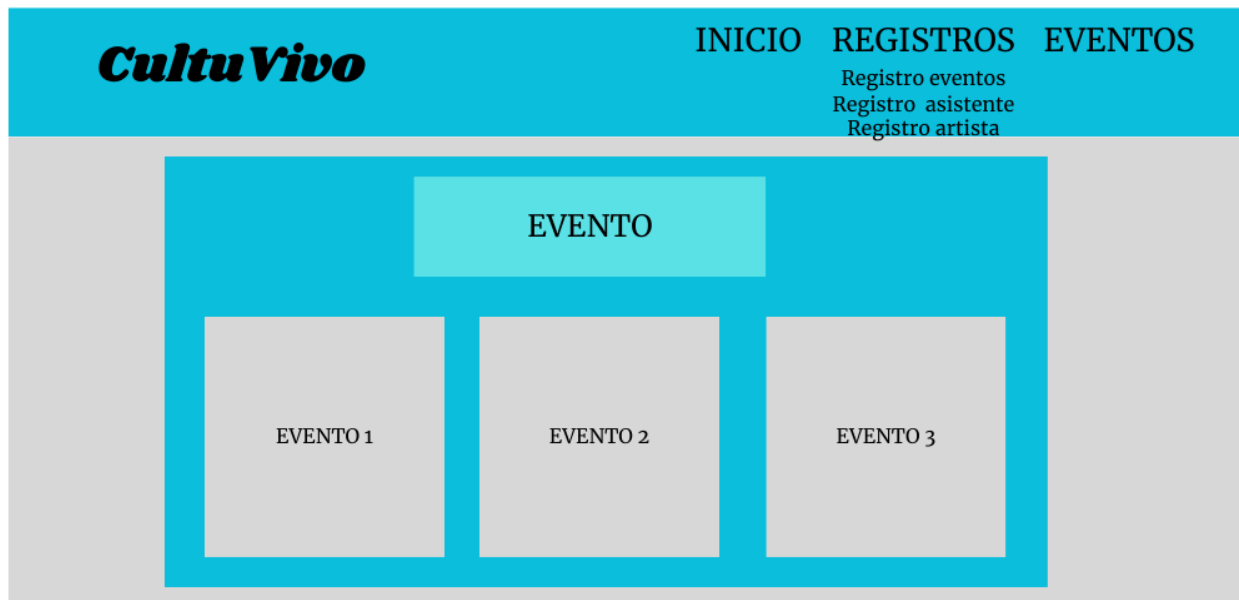 CultuVivo
INICIO REGISTROS EVENTOS
Registro eventos
Registro asistente
Registro artista
EVENTO
EVENTO 1
EVENTO 2
EVENTO 3